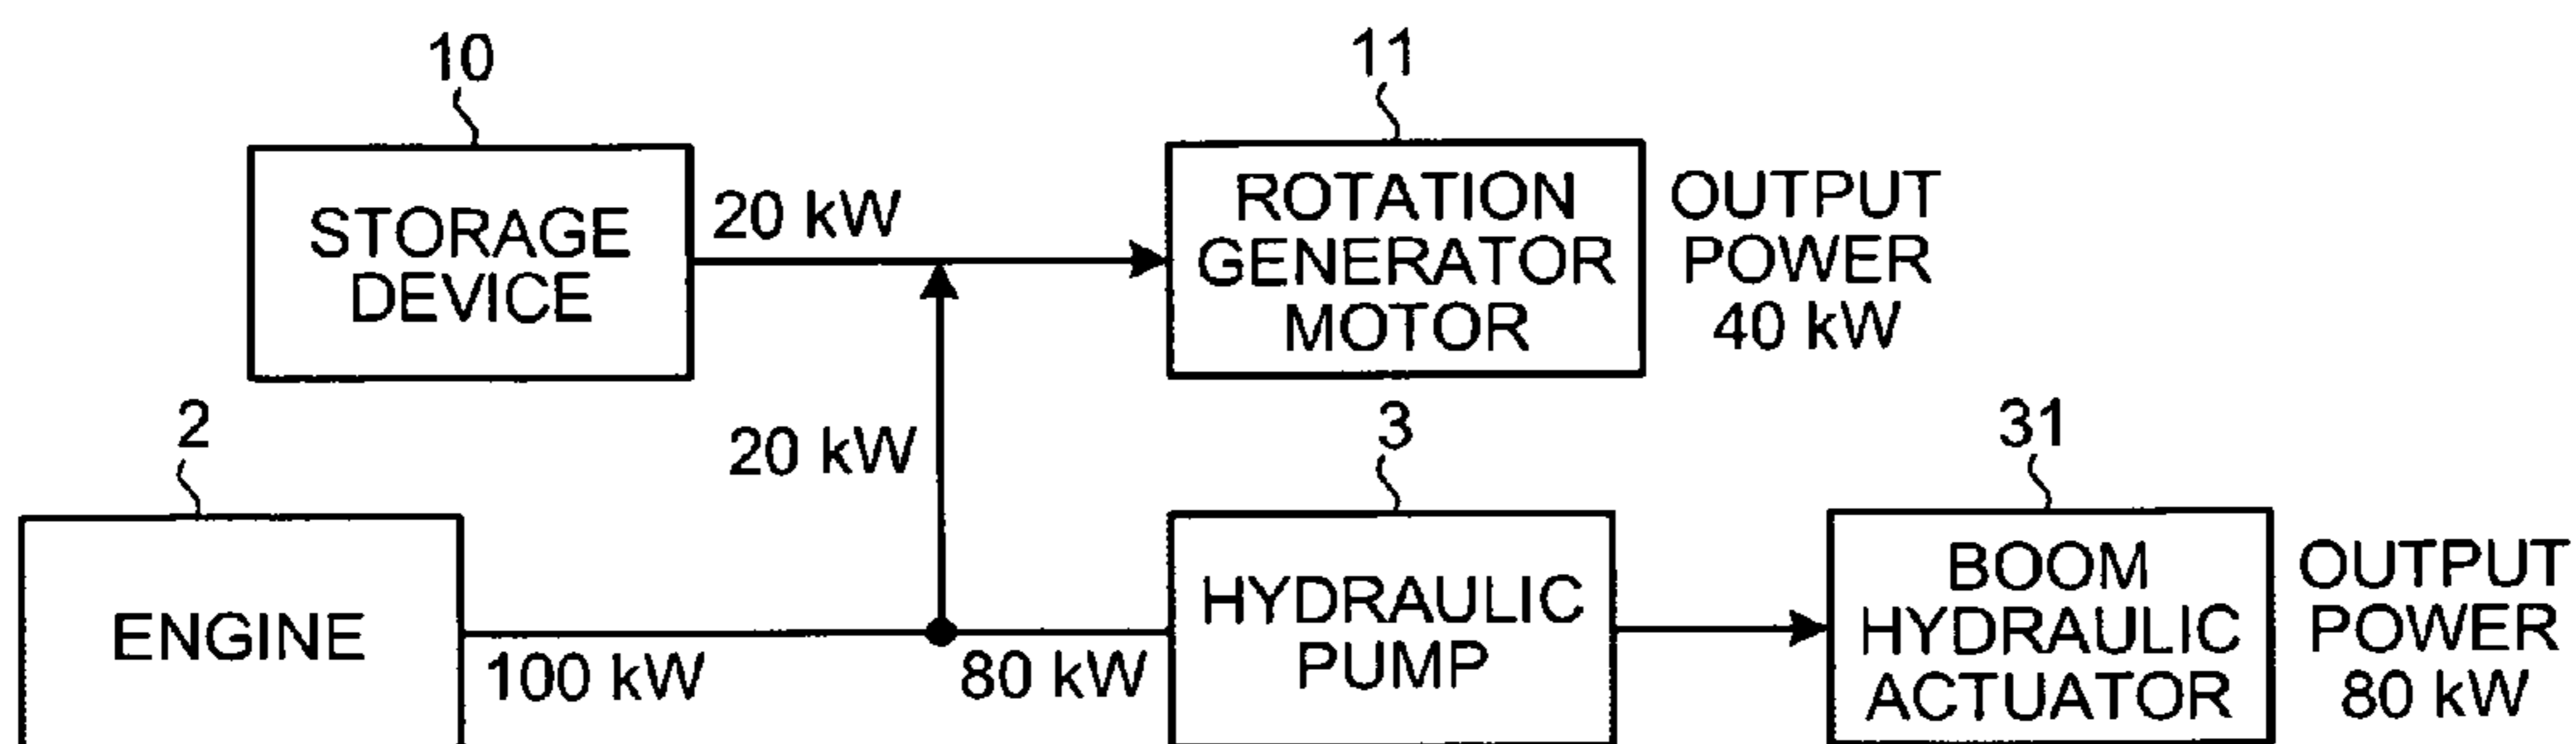 10
11
STORAGE
DEVICE
20 kW
ROTATION
GENERATOR
MOTOR
OUTPUT
POWER
40 kW
2
20 kW
3
31
ENGINE
100 kW
80 kW
HYDRAULIC
PUMP
BOOM
HYDRAULIC
ACTUATOR
OUTPUT
POWER
80 kW